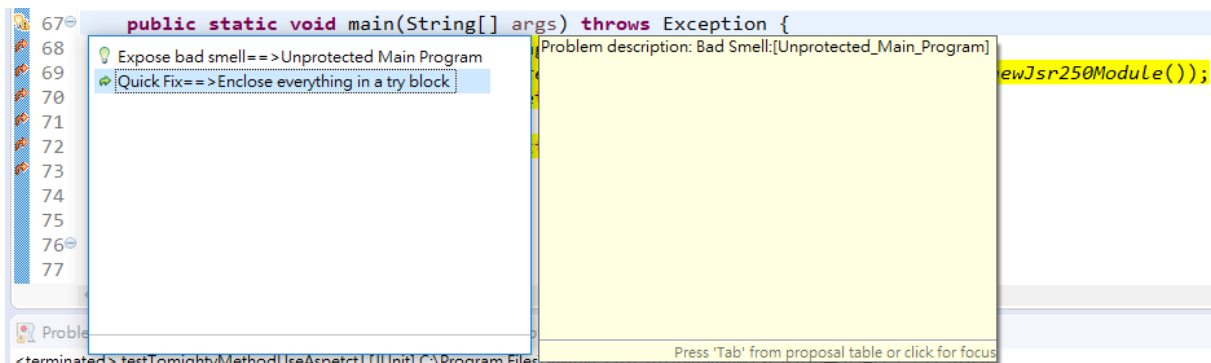 67 public static void main(String[] args) throws Exception {
68
69 ewJsr250Module());
70
71
72
73
74
75
76
77
Expose bad smell==>Unprotected Main Program
Quick Fix==>Enclose everything in a try block
Problem description: Bad Smell:[Unprotected_Main_Program]
Press 'Tab' from proposal table or click for focus
Proble
<terminated> testTomightyMethodUseAspetct1 [JUnit] C:\Program Files